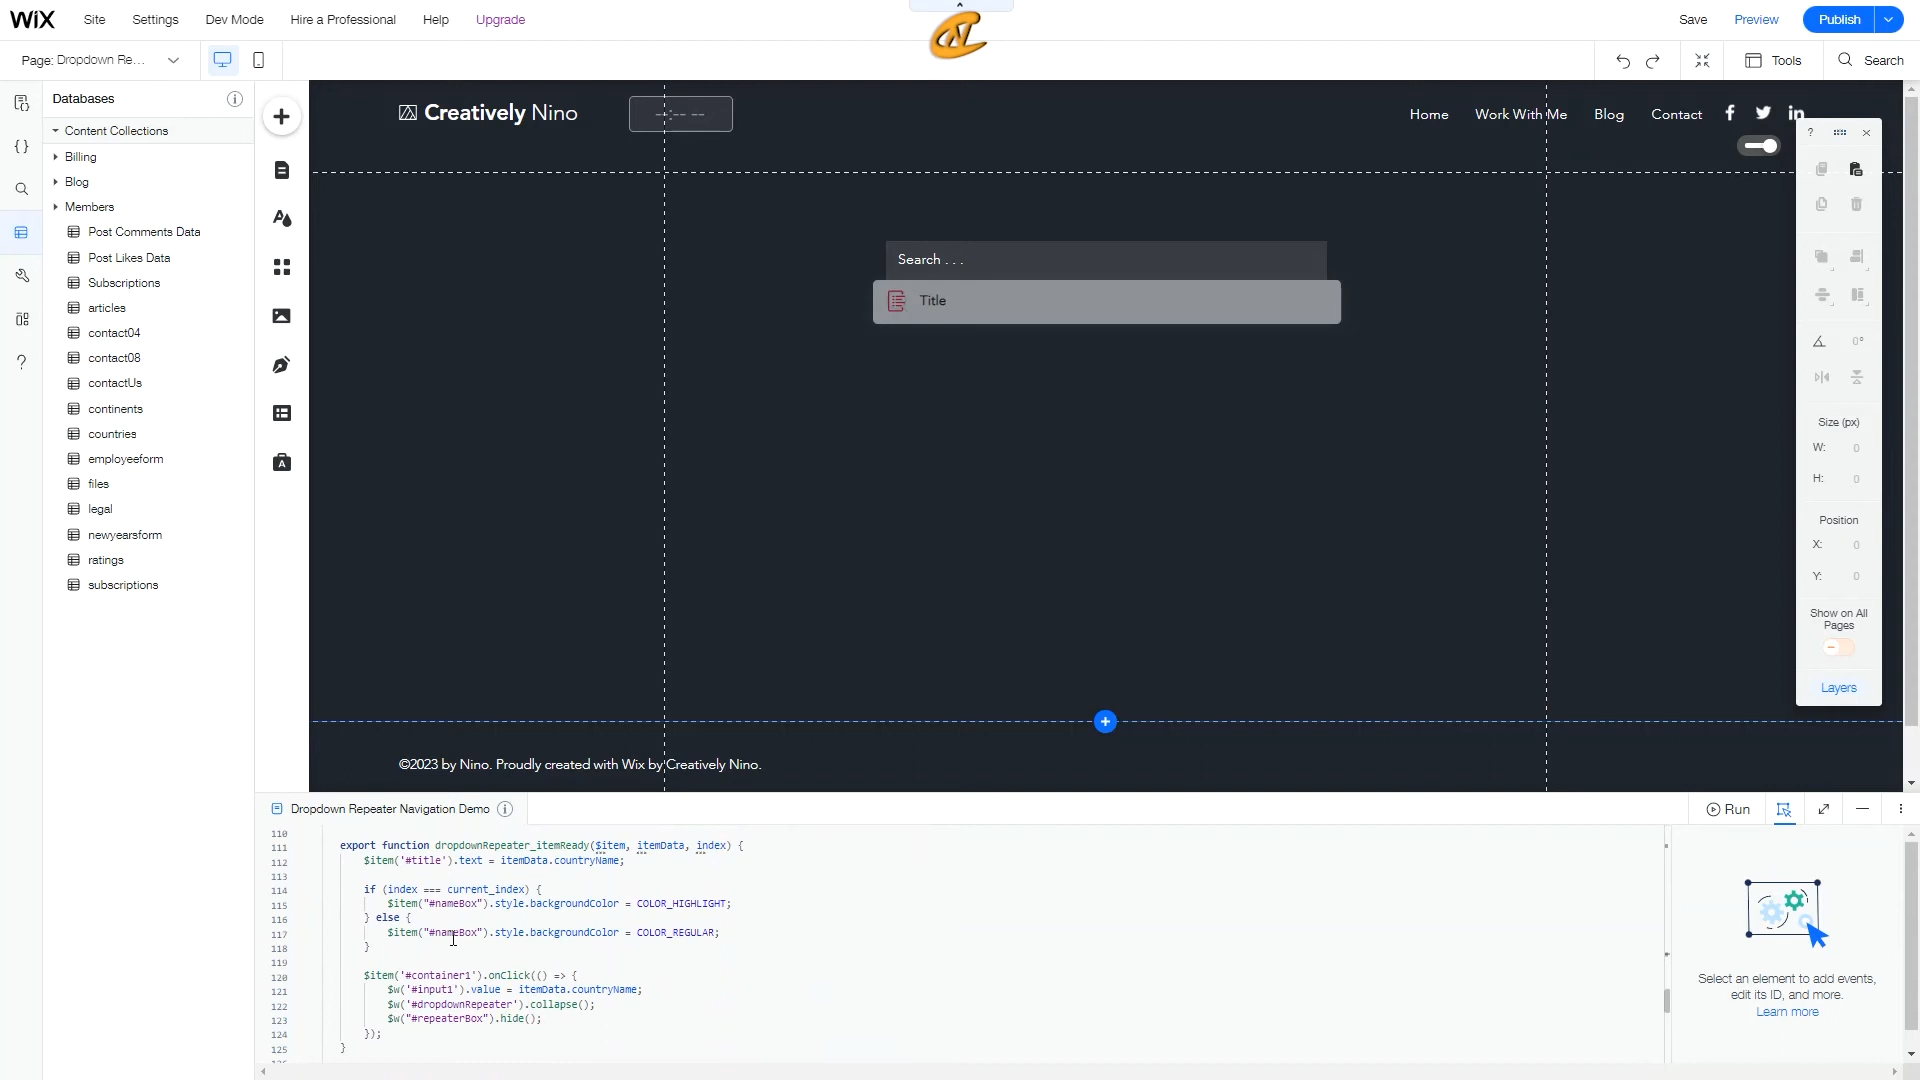 WiX
Site
Settings
Dev Mode
Hire a Professional
Help
Upgrade
Save
Preview
Publish
Page: Dropdown Re...
Tools
Search
Databases
Content Collections
Billing
Blog
Members
Post Comments Data
Post Likes Data
Subscriptions
articles
contact04
contact08
contactUs
continents
countries
employeeform
files
legal
newyearsform
ratings
subscriptions
Creatively Nino
--:-- --
Home
Work With Me
Blog
Contact
Search . . .
Title
©2023 by Nino. Proudly created with Wix by Creatively Nino.
?
0°
Size (px)
W: 0
H: 0
Position
X: 0
Y: 0
Show on All
Pages
Layers
Dropdown Repeater Navigation Demo
Run
110
111 export function dropdownRepeater_itemReady($item, itemData, index) {
112 $item('#title').text = itemData.countryName;
113
114 if (index === current_index) {
115 $item("#nameBox").style.backgroundColor = COLOR_HIGHLIGHT;
116 } else {
117 $item("#nameBox").style.backgroundColor = COLOR_REGULAR;
118 }
119
120 $item('#container1').onClick(() => {
121 $w('#input1').value = itemData.countryName;
122 $w('#dropdownRepeater').collapse();
123 $w("#repeaterBox").hide();
124 });
125 }
Select an element to add events,
edit its ID, and more.
Learn more